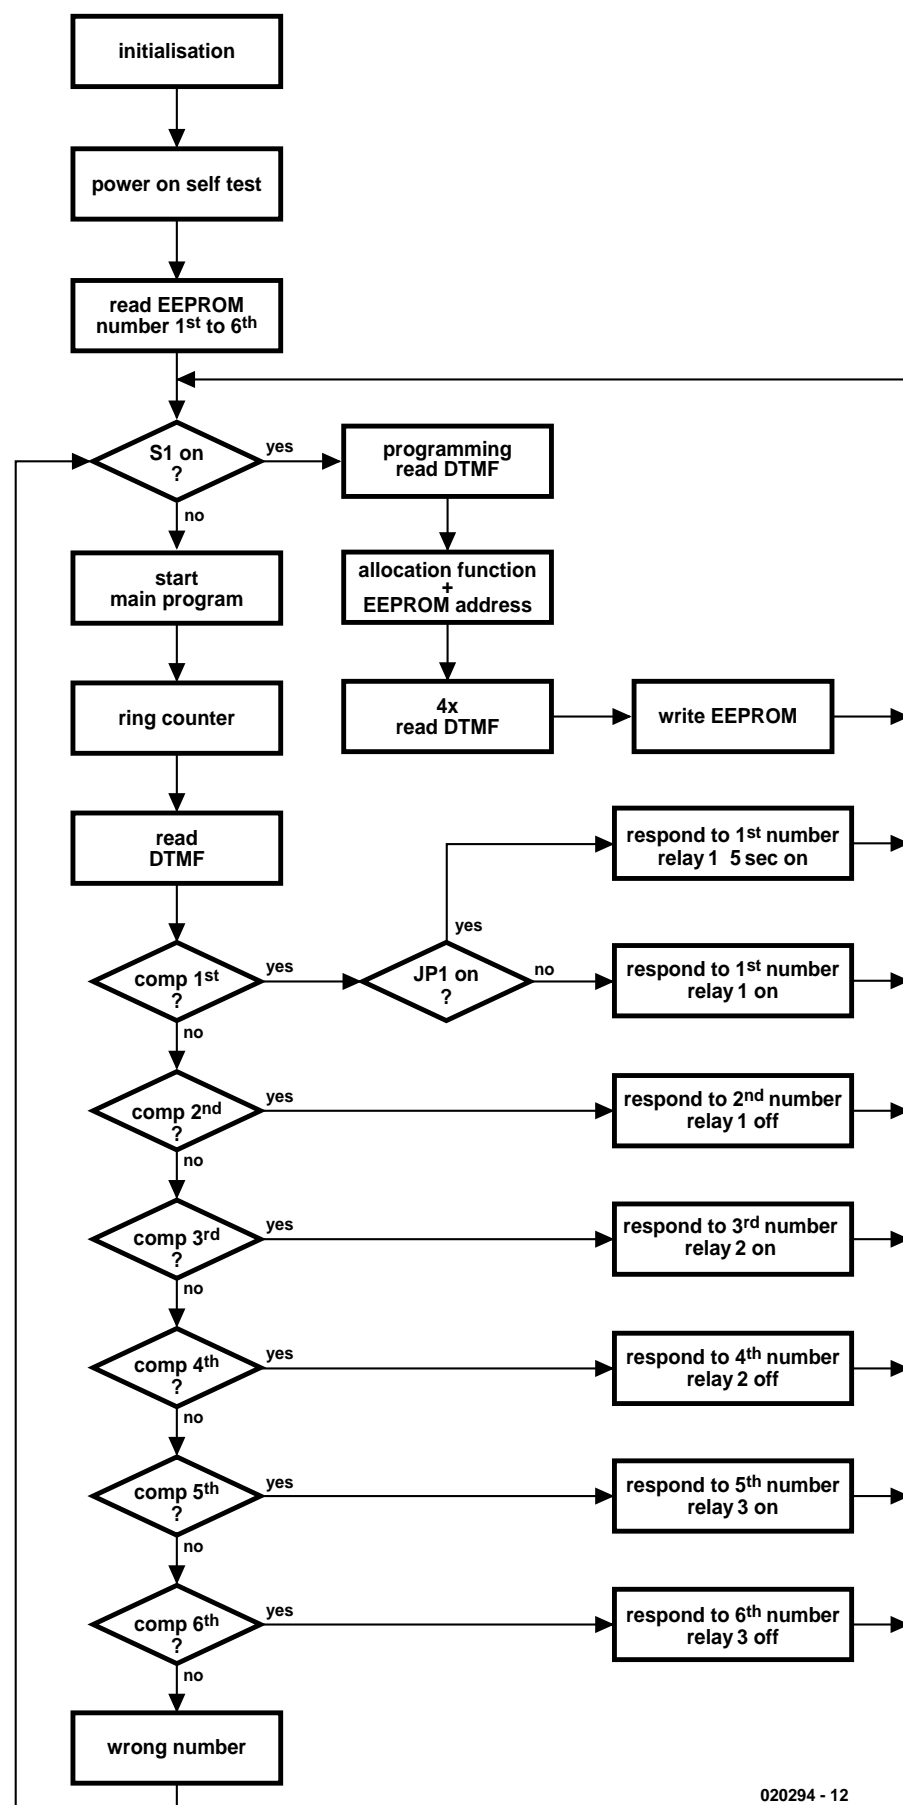 initialisation
power on self test
read EEPROM
number 1st to 6th
S1 on
?
yes
no
programming
read DTMF
start
main program
allocation function
+
EEPROM address
ring counter
4x
read DTMF
write EEPROM
read
DTMF
respond to 1st number
relay 1 5 sec on
yes
comp 1st
?
yes
JP1 on
?
no
respond to 1st number
relay 1 on
no
comp 2nd
?
yes
respond to 2nd number
relay 1 off
no
comp 3rd
?
yes
respond to 3rd number
relay 2 on
no
comp 4th
?
yes
respond to 4th number
relay 2 off
no
comp 5th
?
yes
respond to 5th number
relay 3 on
no
comp 6th
?
yes
respond to 6th number
relay 3 off
no
wrong number
020294 - 12